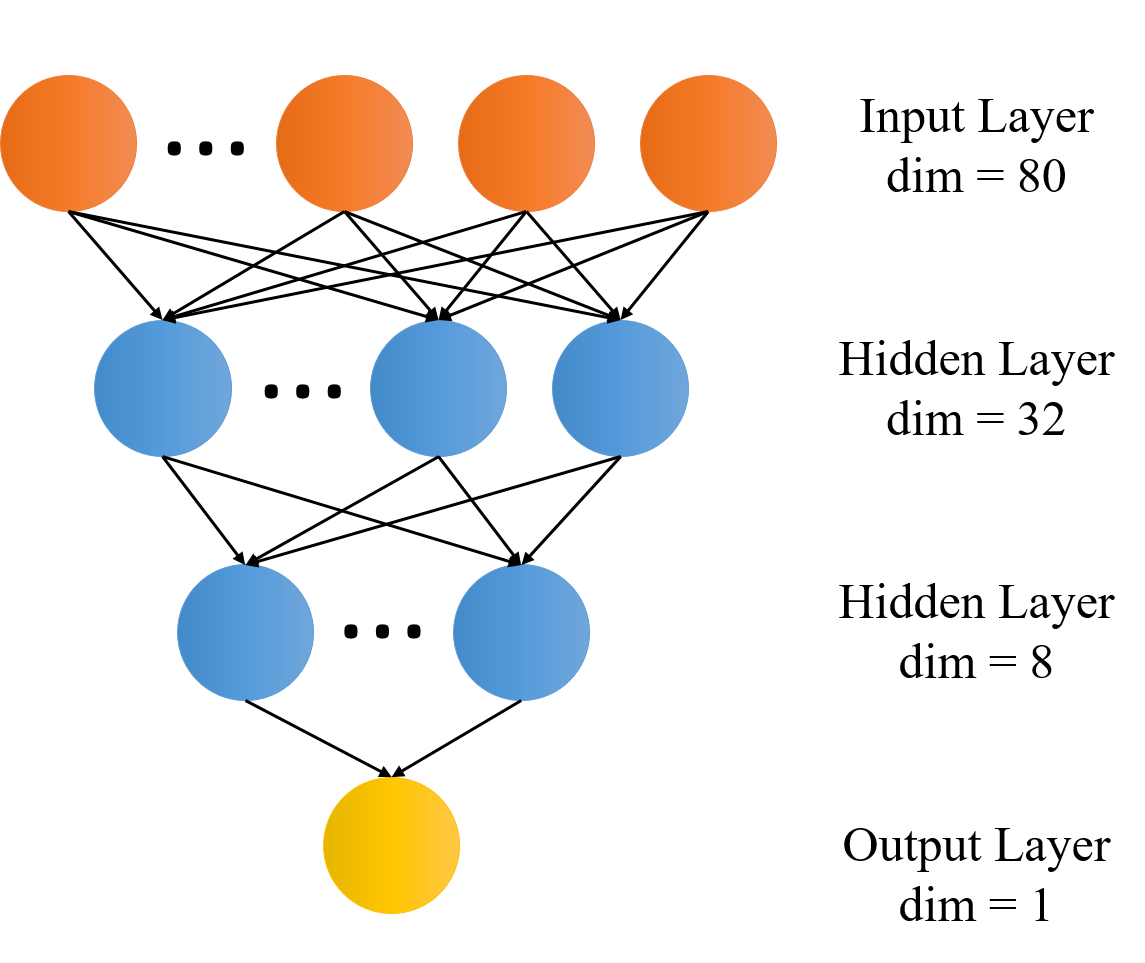 Input Layer
dim = 80
Hidden Layer
dim = 32
Hidden Layer
dim = 8
Output Layer
dim = 1